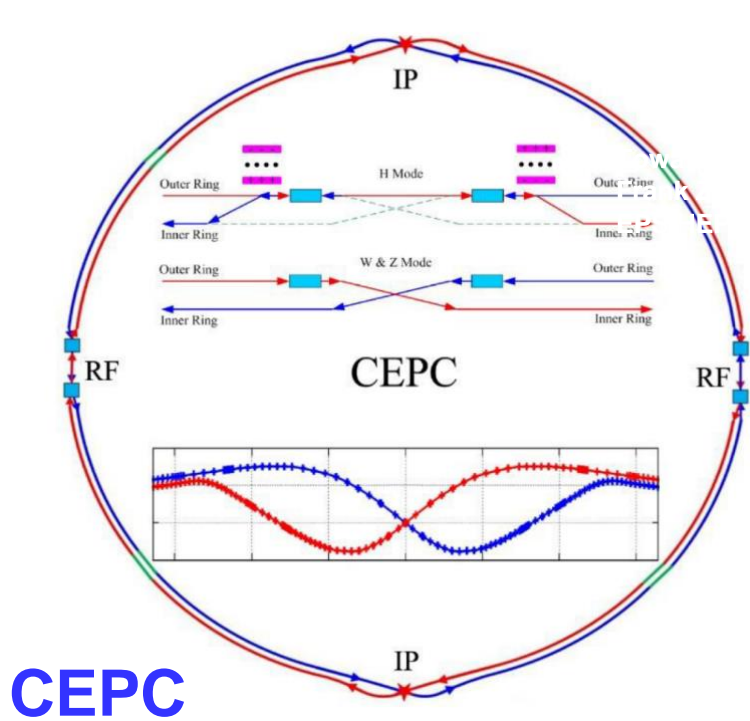 IP
H Mode
Outer Ring
Outer Ring
Inner Ring
Inner Ring
W & Z Mode
Outer Ring
Outer Ring
Inner Ring
Inner Ring
RF
CEPC
RF
IP
CEPC